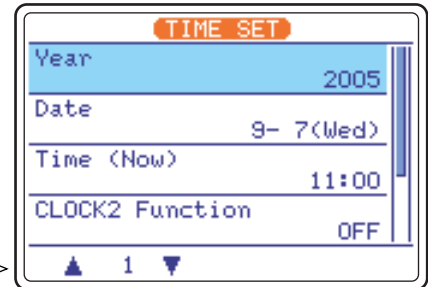 TIME SET
Year
2005
Date
9- 7(Wed)
Time (Now)
11:00
CLOCK2 Function
OFF
▲ 1 ▼